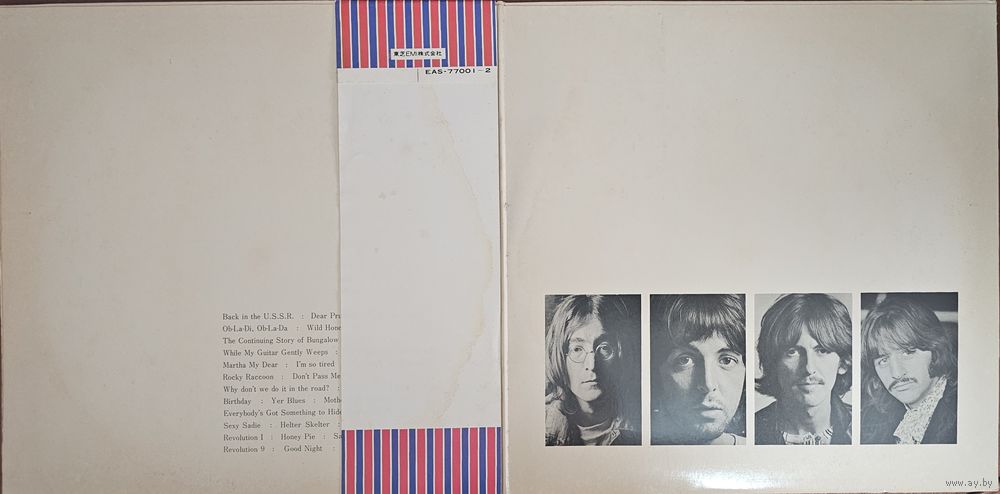 東芝EMI株式会社
EAS-77001-2
Back in the U.S.S.R. : Dear Pru
Ob-La-Di, Ob-La-Da : Wild Hone
The Continuing Story of Bungalow
While My Guitar Gently Weeps :
Martha My Dear : I'm so tired
Rocky Raccoon : Don't Pass Me
Why don't we do it in the road? :
Birthday : Yer Blues : Moth
Everybody's Got Something to Hide
Sexy Sadie : Helter Skelter :
Revolution I : Honey Pie : Sa
Revolution 9 : Good Night :
www.ay.by